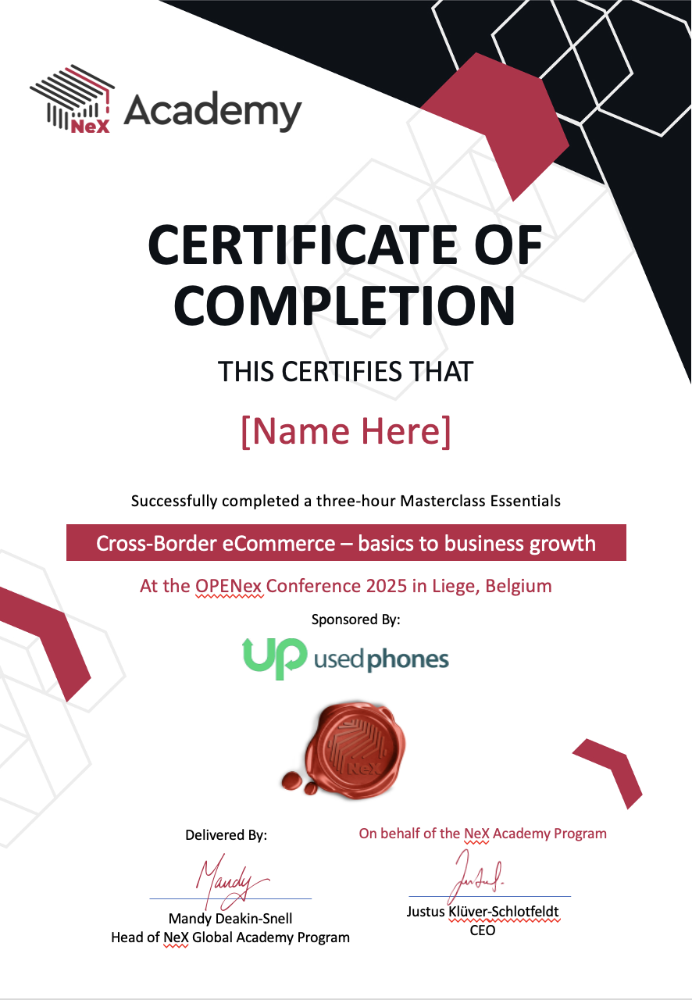 NeX Academy
CERTIFICATE OF
COMPLETION
THIS CERTIFIES THAT
[Name Here]
Successfully completed a three-hour Masterclass Essentials
Cross-Border eCommerce – basics to business growth
At the OPENex Conference 2025 in Liege, Belgium
Sponsored By:
UP usedphones
NeX
Delivered By:
Mandy
Mandy Deakin-Snell
Head of NeX Global Academy Program
On behalf of the NeX Academy Program
Justus Klüver-Schlotfeldt
CEO